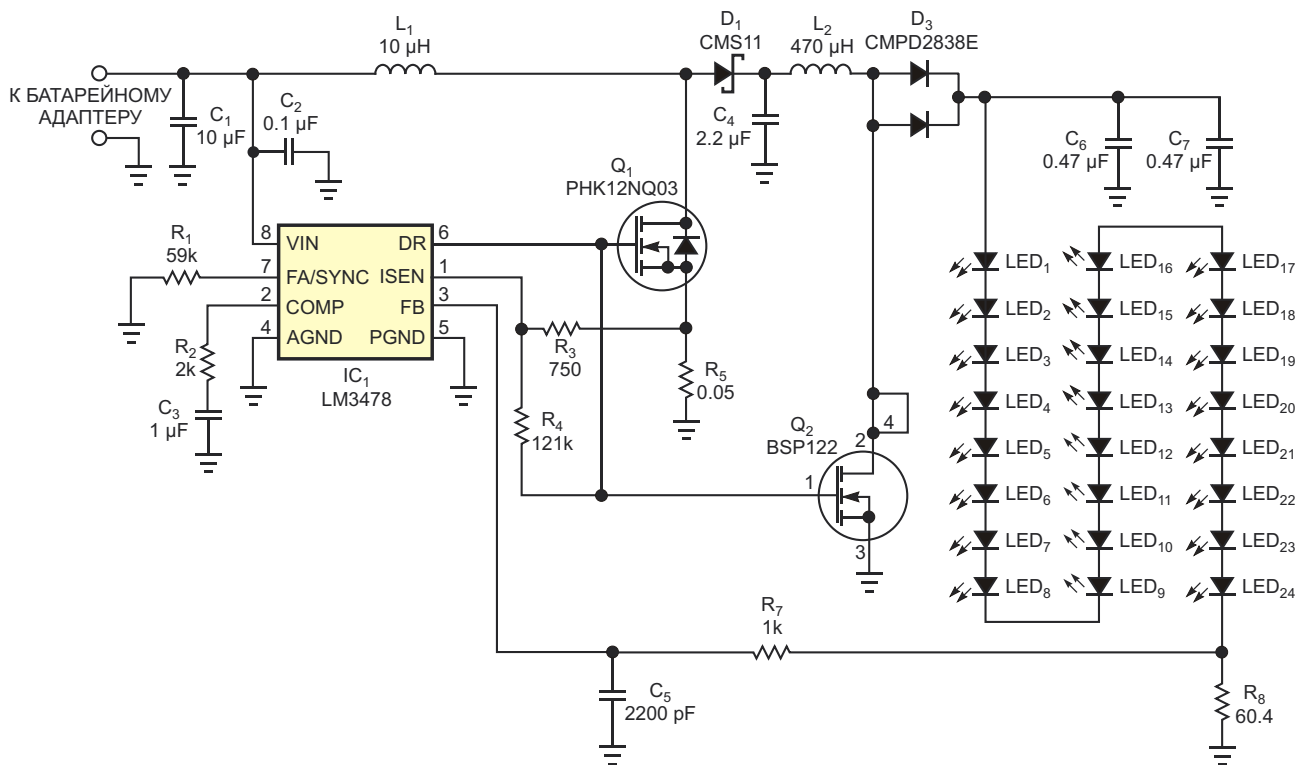 L1
10 µH
D1
CMS11
L2
470 µH
D3
CMPD2838E
К БАТАРЕЙНОМУ
АДАПТЕРУ
C1
10 µF
C2
0.1 µF
C4
2.2 µF
C6
0.47 µF
C7
0.47 µF
Q1
PHK12NQ03
R1
59k
8
VIN
DR
6
7
FA/SYNC
ISEN
1
2
COMP
FB
3
4
AGND
PGND
5
IC1
LM3478
R2
2k
C3
1 µF
R3
750
R4
121k
R5
0.05
Q2
BSP122
4
2
1
3
LED1
LED2
LED3
LED4
LED5
LED6
LED7
LED8
LED16
LED15
LED14
LED13
LED12
LED11
LED10
LED9
LED17
LED18
LED19
LED20
LED21
LED22
LED23
LED24
R7
1k
C5
2200 pF
R8
60.4